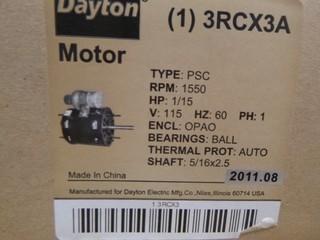 Dayton
(1) 3RCX3A
Motor
TYPE: PSC
RPM: 1550
HP: 1/15
V: 115 HZ: 60 PH: 1
ENCL: OPAO
BEARINGS: BALL
THERMAL PROT: AUTO
SHAFT: 5/16x2.5
Made In China
2011.08
Manufactured for Dayton Electric Mfg.Co.,Niles,Illinois 60714 USA
1 3RCX3